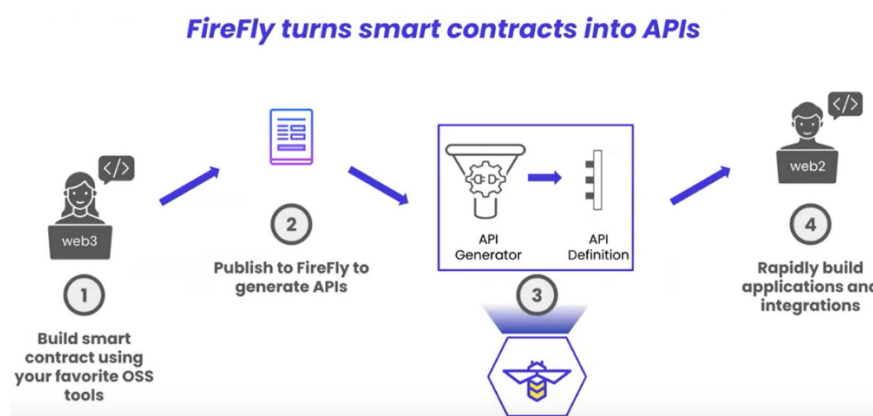 FireFly turns smart contracts into APIs
</>
web3
1
Build smart
contract using
your favorite OSS
tools
2
Publish to FireFly to
generate APIs
API
Generator
API
Definition
3
</>
web2
4
Rapidly build
applications and
integrations